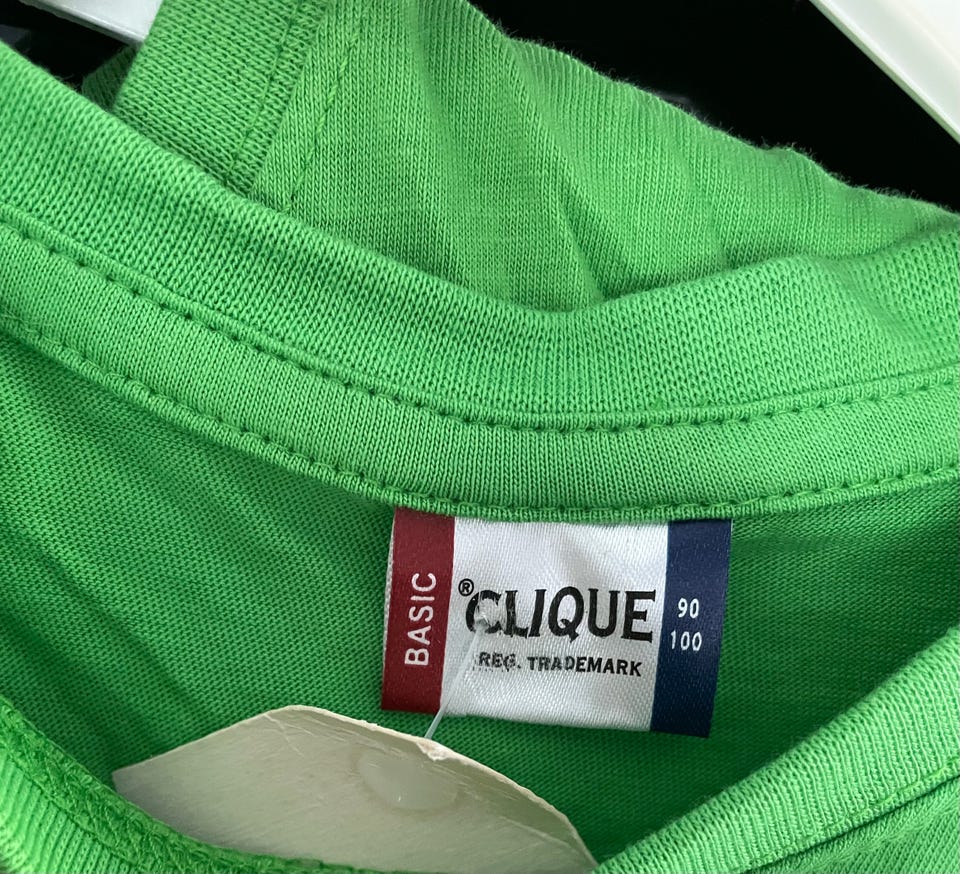 BASIC
®CLIQUE
REG. TRADEMARK
90
100